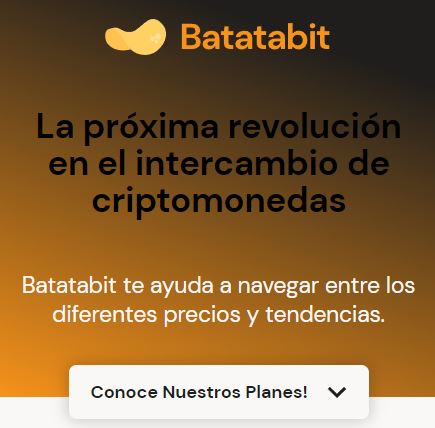 Batatabit
La próxima revolución
en el intercambio de
criptomonedas
Batatabit te ayuda a navegar entre los
diferentes precios y tendencias.
Conoce Nuestros Planes!